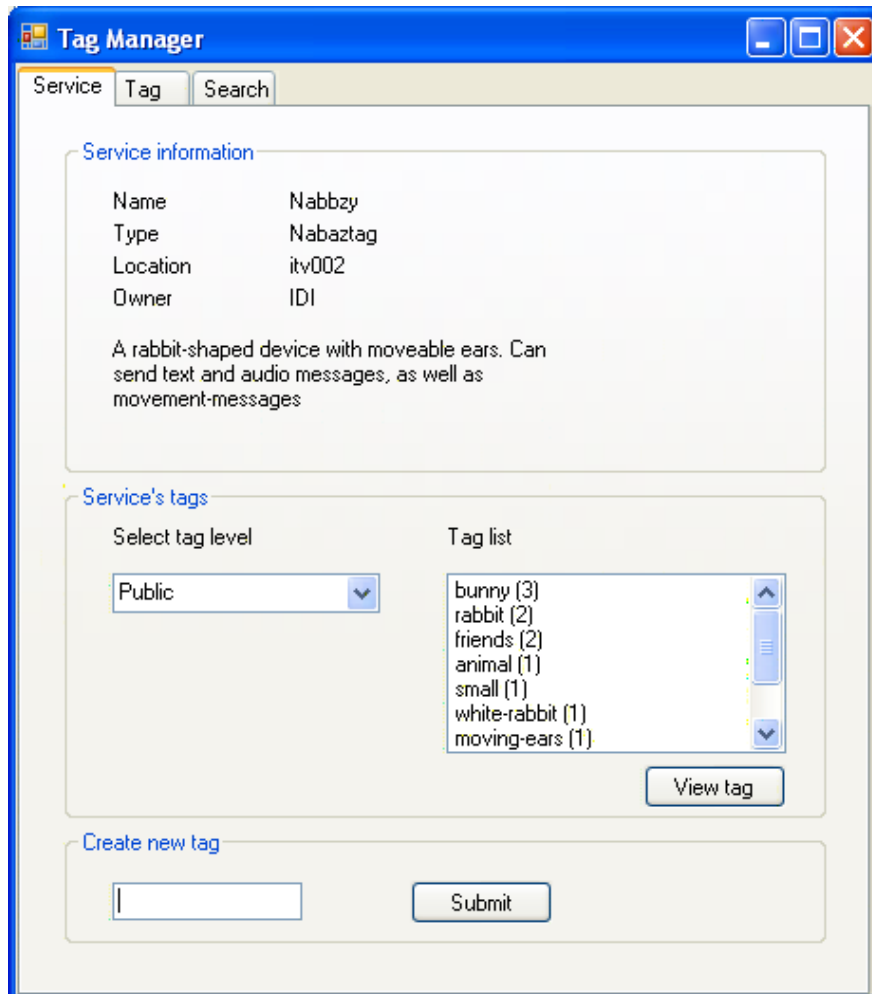 Tag Manager
Service Tag Search
Service information
Name Nabbzy
Type Nabaztag
Location itv002
Owner IDI
A rabbit-shaped device with moveable ears. Can
send text and audio messages, as well as
movement-messages
Service's tags
Select tag level Tag list
Public
bunny (3)
rabbit (2)
friends (2)
animal (1)
small (1)
white-rabbit (1)
moving-ears (1)
View tag
Create new tag
Submit